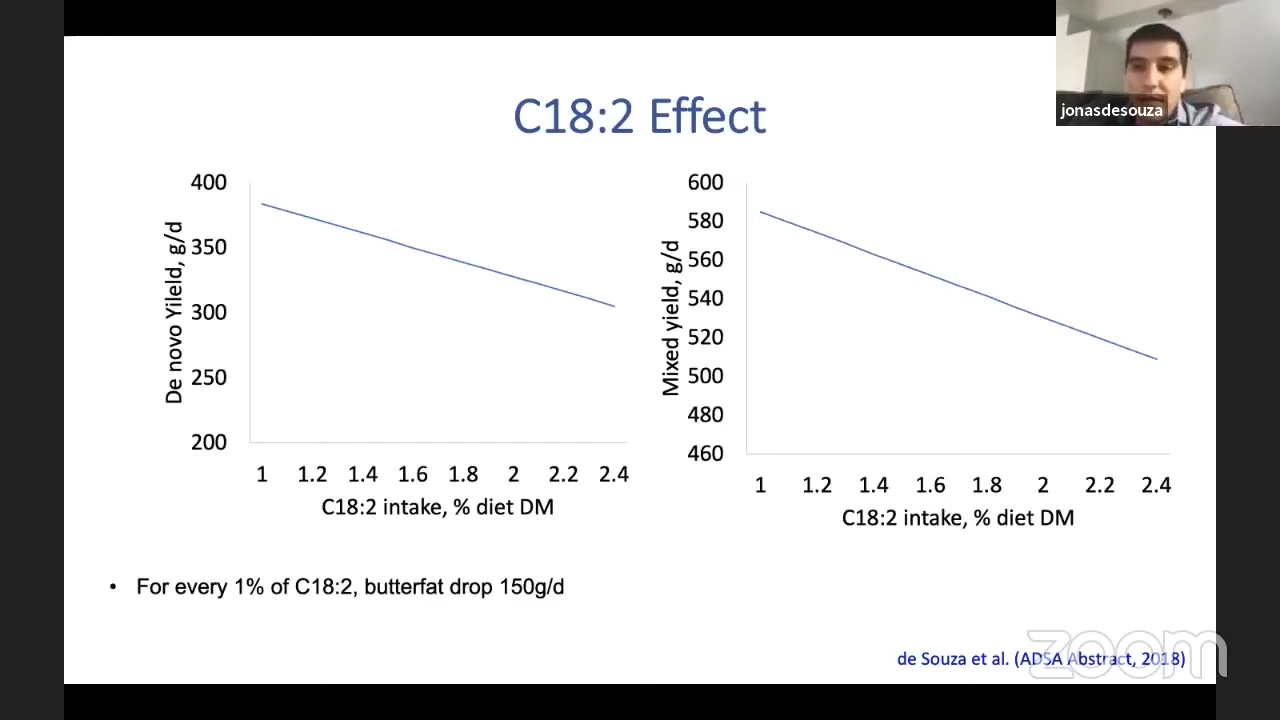 jonasdesouza
C18:2 Effect
400
350
300
250
200
De novo Yileld, g/d
1 1.2 1.4 1.6 1.8 2 2.2 2.4
C18:2 intake, % diet DM
600
580
560
540
520
500
480
460
Mixed yield, g/d
1 1.2 1.4 1.6 1.8 2 2.2 2.4
C18:2 intake, % diet DM
• For every 1% of C18:2, butterfat drop 150g/d
de Souza et al. (ADSA Abstract, 2018)
zoom